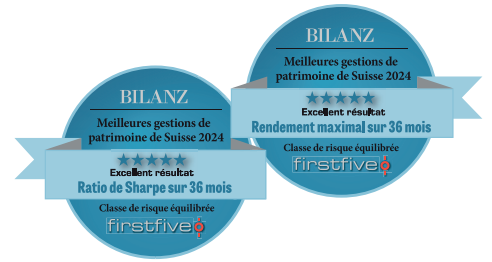 BILANZ
Meilleures gestions de
patrimoine de Suisse 2024
Excellent résultat
Ratio de Sharpe sur 36 mois
Classe de risque équilibrée
firstfive
BILANZ
Meilleures gestions de
patrimoine de Suisse 2024
Excellent résultat
Rendement maximal sur 36 mois
Classe de risque équilibrée
firstfive